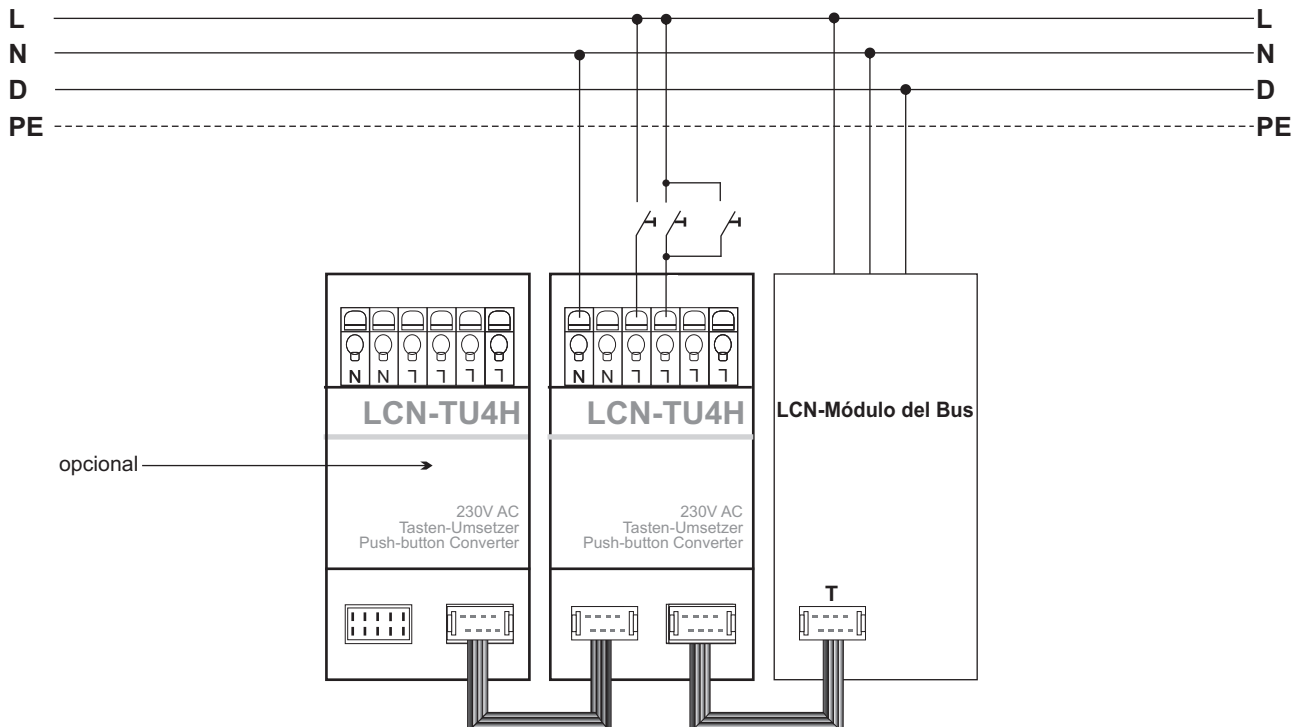 L L
N N
D D
PE PE
N N L L L L
N N L L L L
LCN-TU4H
LCN-TU4H
LCN-Módulo del Bus
opcional
230V AC
Tasten-Umsetzer
Push-button Converter
230V AC
Tasten-Umsetzer
Push-button Converter
T